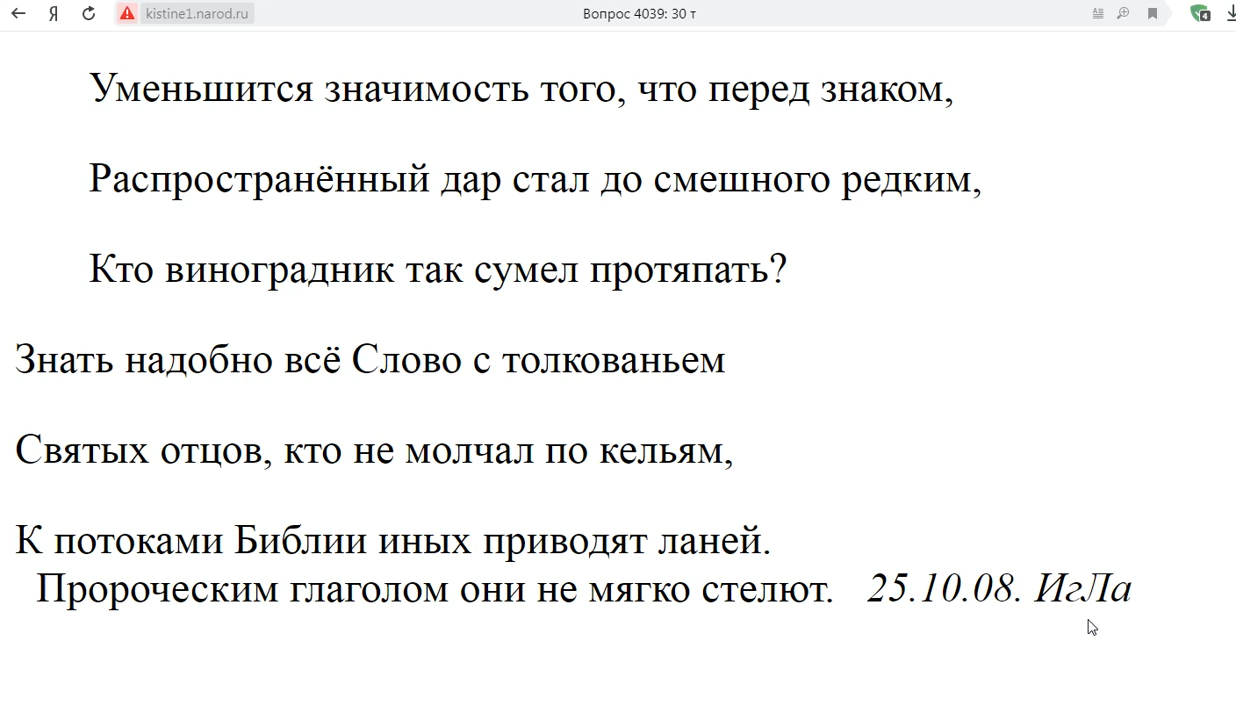 kistine1.narod.ru Вопрос 4039: 30 т 4
Уменьшится значимость того, что перед знаком,
Распространённый дар стал до смешного редким,
Кто виноградник так сумел протяпать?
Знать надобно всё Слово с толкованьем
Святых отцов, кто не молчал по кельям,
К потоками Библии иных приводят ланей.
Пророческим глаголом они не мягко стелют. 25.10.08. ИгЛа